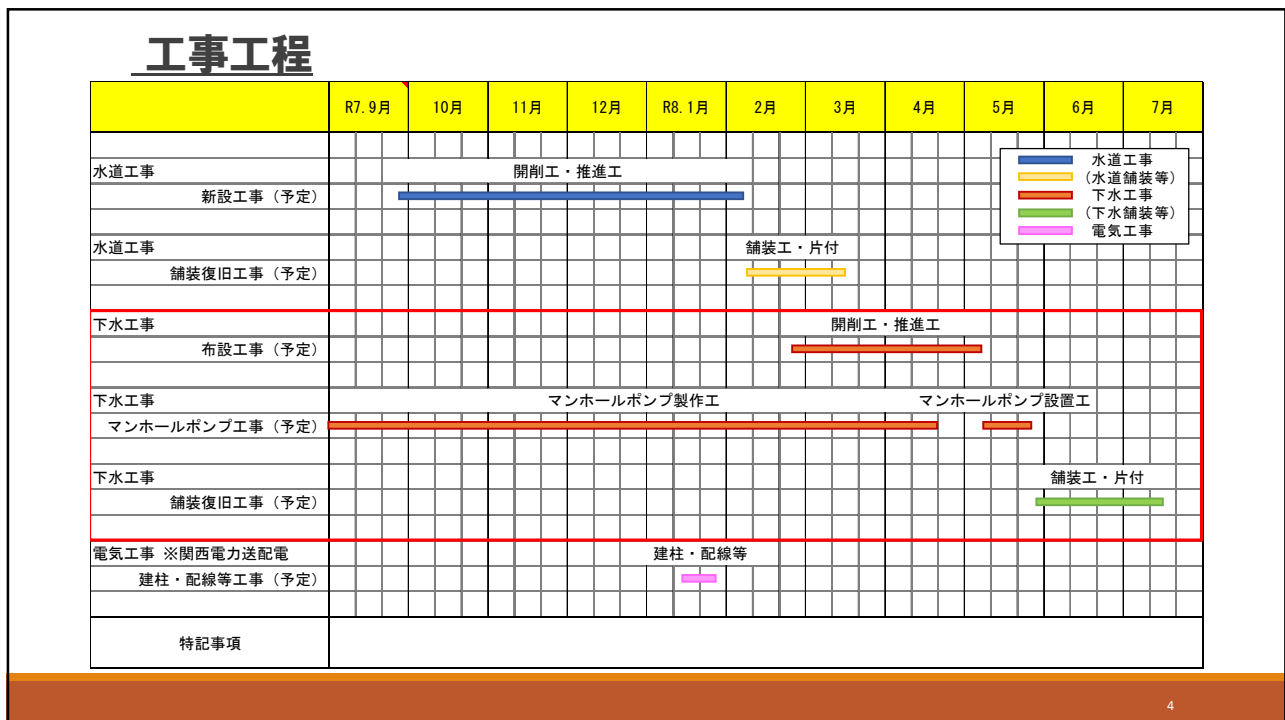 工事工程
R7.9月 10月 11月 12月 R8.1月 2月 3月 4月 5月 6月 7月
水道工事
(水道舗装等)
下水工事
(下水舗装等)
電気工事
水道工事 開削工・推進工
新設工事(予定)
水道工事 舗装工・片付
舗装復旧工事(予定)
下水工事 開削工・推進工
布設工事(予定)
下水工事 マンホールポンプ製作工 マンホールポンプ設置工
マンホールポンプ工事(予定)
下水工事 舗装工・片付
舗装復旧工事(予定)
電気工事 ※関西電力送配電 建柱・配線等
建柱・配線等工事(予定)
特記事項
4